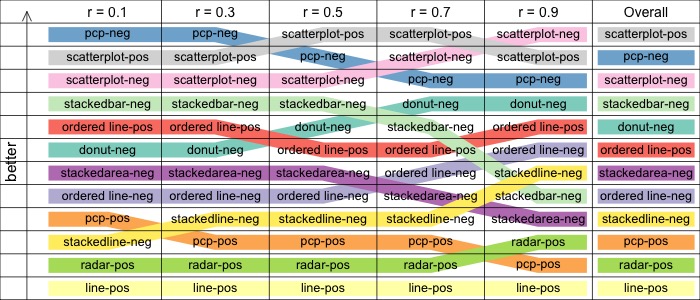 r = 0.1 r = 0.3 r = 0.5 r = 0.7 r = 0.9 Overall
pcp-neg pcp-neg scatterplot-pos scatterplot-pos scatterplot-neg scatterplot-pos
scatterplot-pos scatterplot-pos pcp-neg scatterplot-neg scatterplot-pos pcp-neg
scatterplot-neg scatterplot-neg scatterplot-neg pcp-neg pcp-neg scatterplot-neg
stackedbar-neg stackedbar-neg stackedbar-neg donut-neg donut-neg stackedbar-neg
ordered line-pos ordered line-pos donut-neg stackedbar-neg ordered line-pos donut-neg
donut-neg donut-neg ordered line-pos ordered line-pos ordered line-neg ordered line-pos
stackedarea-neg stackedarea-neg stackedarea-neg ordered line-neg stackedline-neg stackedarea-neg
ordered line-neg ordered line-neg ordered line-neg stackedarea-neg stackedbar-neg ordered line-neg
pcp-pos stackedline-neg stackedline-neg stackedline-neg stackedarea-neg stackedline-neg
stackedline-neg pcp-pos pcp-pos pcp-pos radar-pos pcp-pos
radar-pos radar-pos radar-pos radar-pos pcp-pos radar-pos
line-pos line-pos line-pos line-pos line-pos line-pos
better